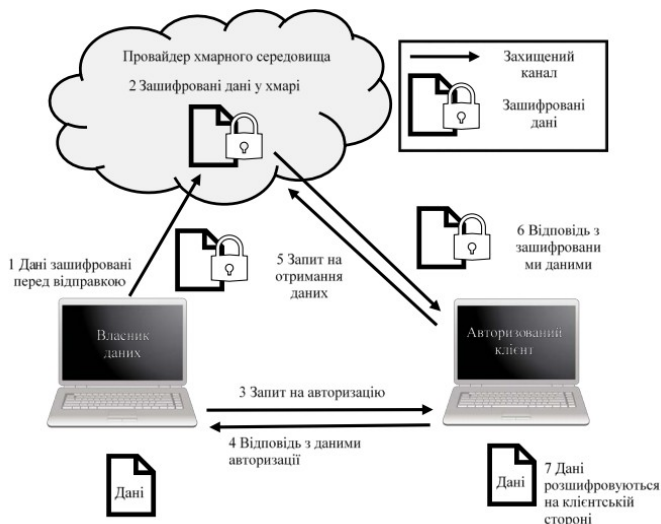 Провайдер хмарного середовища
2 Зашифровані дані у хмарі
Захищений
канал
Зашифровані
дані
1 Дані зашифровані
перед відправкою
5 Запит на
отримання
даних
6 Відповідь з
зашифровани
ми даними
Власник
даних
Авторизований
клієнт
3 Запит на авторизацію
4 Відповідь з даними
авторизації
Дані
Дані
7 Дані
розшифровуються
на клієнтській
стороні